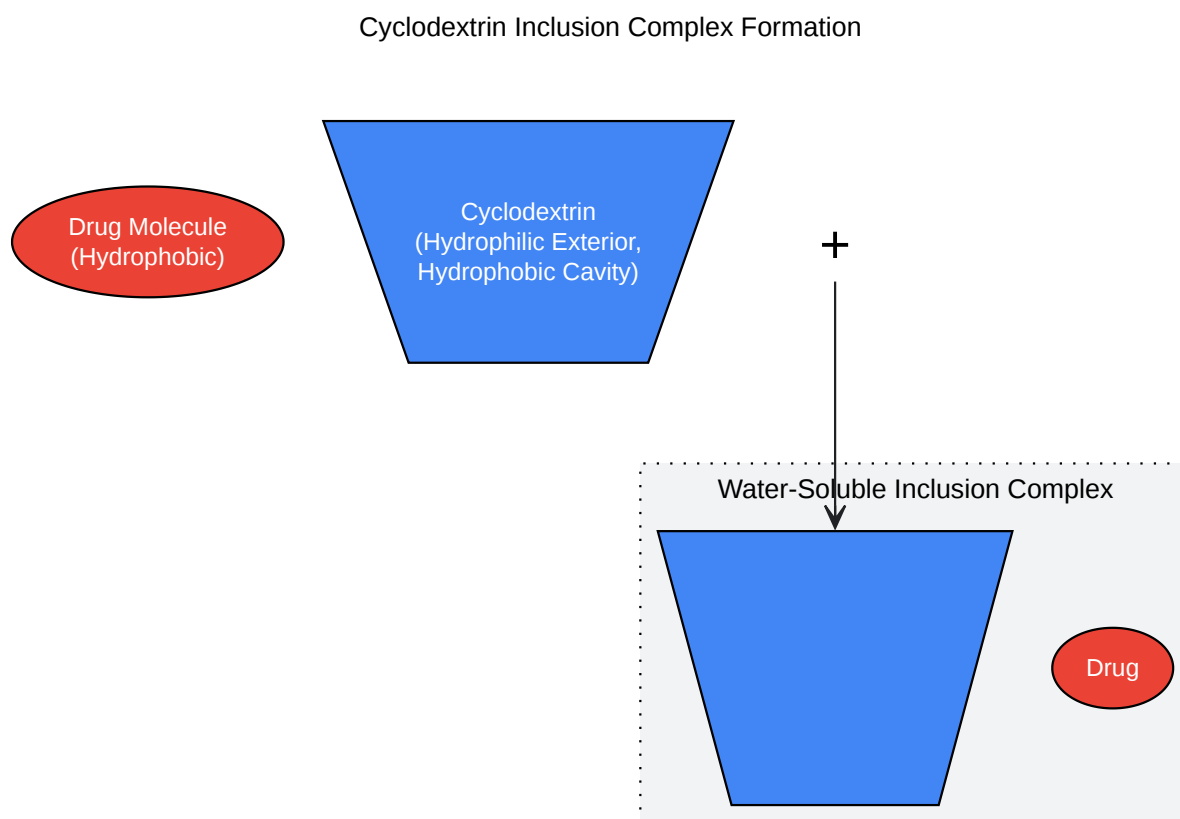 Cyclodextrin Inclusion Complex Formation
Drug Molecule
(Hydrophobic)
Cyclodextrin
(Hydrophilic Exterior,
Hydrophobic Cavity)
+
Water-Soluble Inclusion Complex
Drug